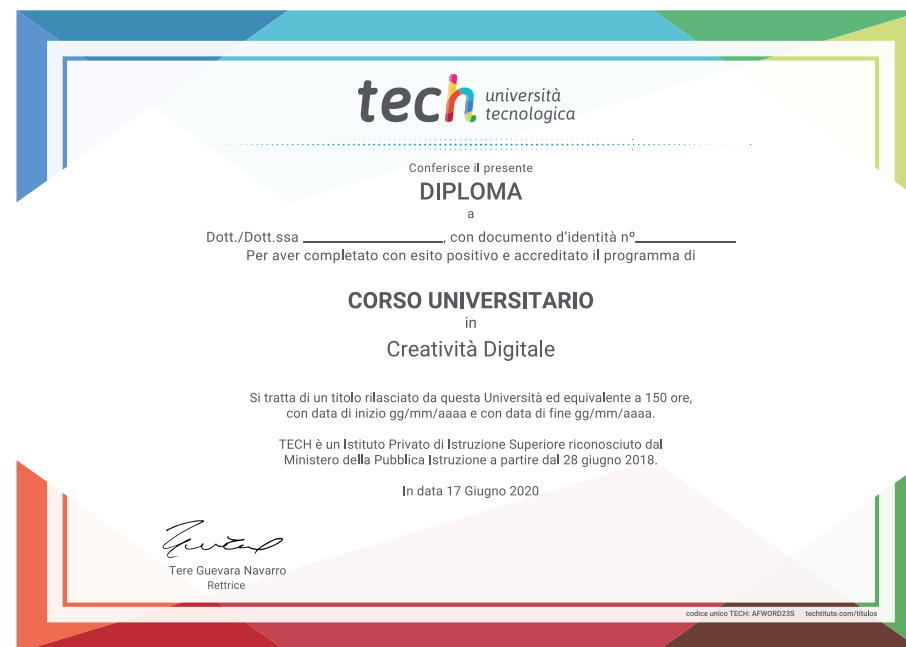 tech università
tecnologica
Conferisce il presente
DIPLOMA
a
Dott./Dott.ssa ____________________, con documento d'identità nº______________
Per aver completato con esito positivo e accreditato il programma di
CORSO UNIVERSITARIO
in
Creatività Digitale
Si tratta di un titolo rilasciato da questa Università ed equivalente a 150 ore,
con data di inizio gg/mm/aaaa e con data di fine gg/mm/aaaa.
TECH è un Istituto Privato di Istruzione Superiore riconosciuto dal
Ministero della Pubblica Istruzione a partire dal 28 giugno 2018.
In data 17 Giugno 2020
Tere Guevara Navarro
Rettrice
codice unico TECH: AFWORD23S techtitute.com/títulos